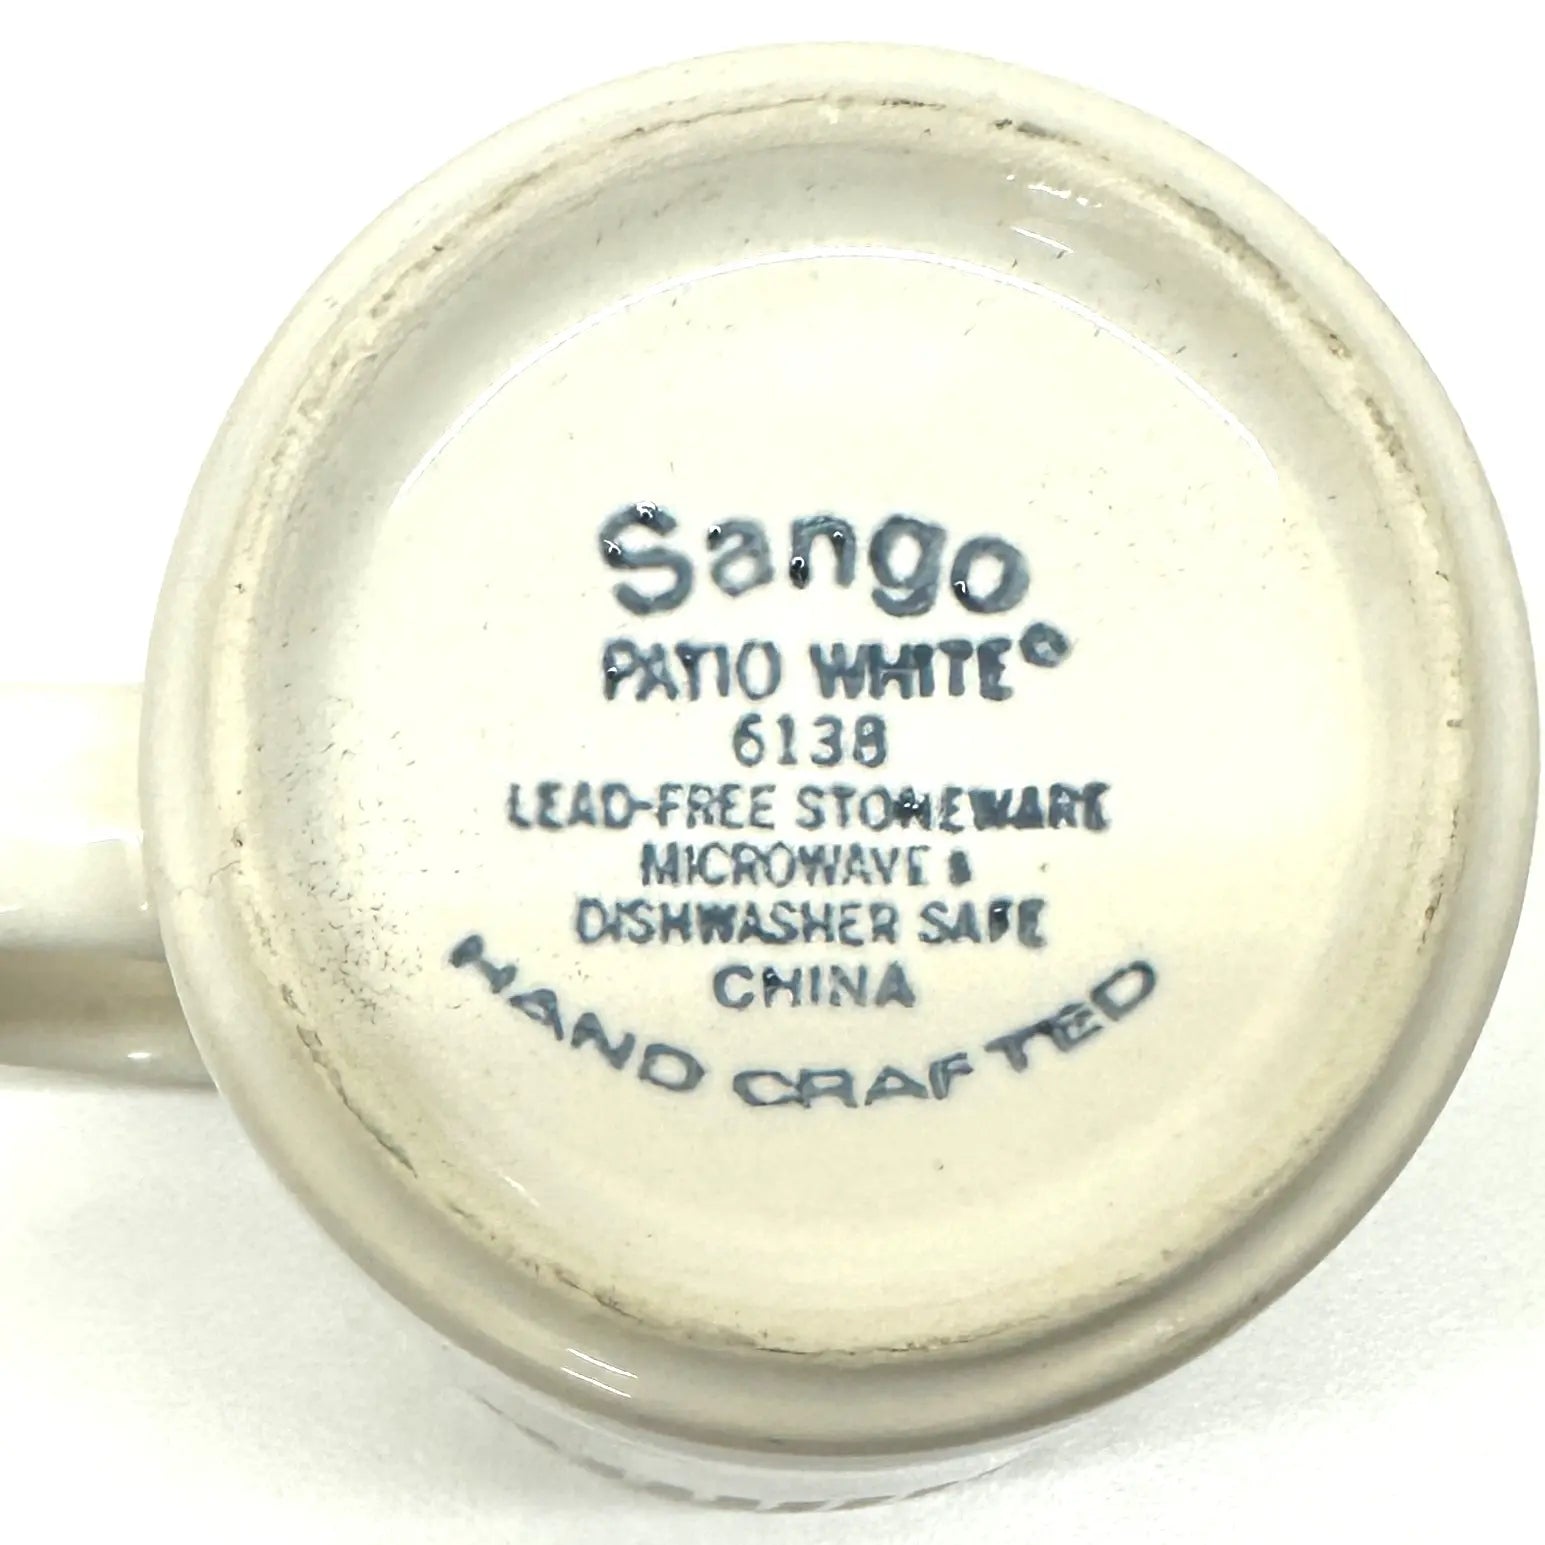 Sango
PATIO WHITE©
6138
LEAD-FREE STONEWARE
MICROWAVE &
DISHWASHER SAFE
CHINA
HAND CRAFTED